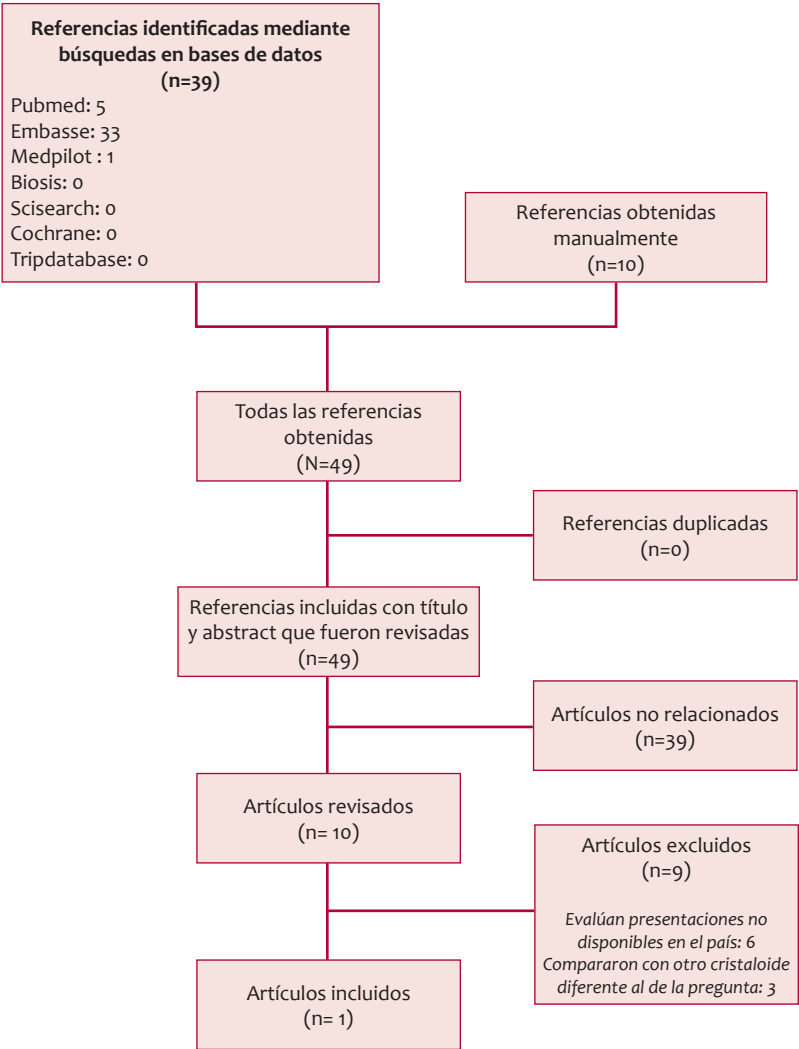 Referencias identificadas mediante
búsquedas en bases de datos
(n=39)
Pubmed: 5
Embasse: 33
Medpilot : 1
Biosis: 0
Scisearch: 0
Cochrane: 0
Tripdatabase: 0
Referencias obtenidas
manualmente
(n=10)
Todas las referencias
obtenidas
(N=49)
Referencias duplicadas
(n=0)
Referencias incluidas con título
y abstract que fueron revisadas
(n=49)
Artículos no relacionados
(n=39)
Artículos revisados
(n= 10)
Artículos excluidos
(n=9)
Evalúan presentaciones no
disponibles en el país: 6
Compararon con otro cristaloide
diferente al de la pregunta: 3
Artículos incluidos
(n= 1)